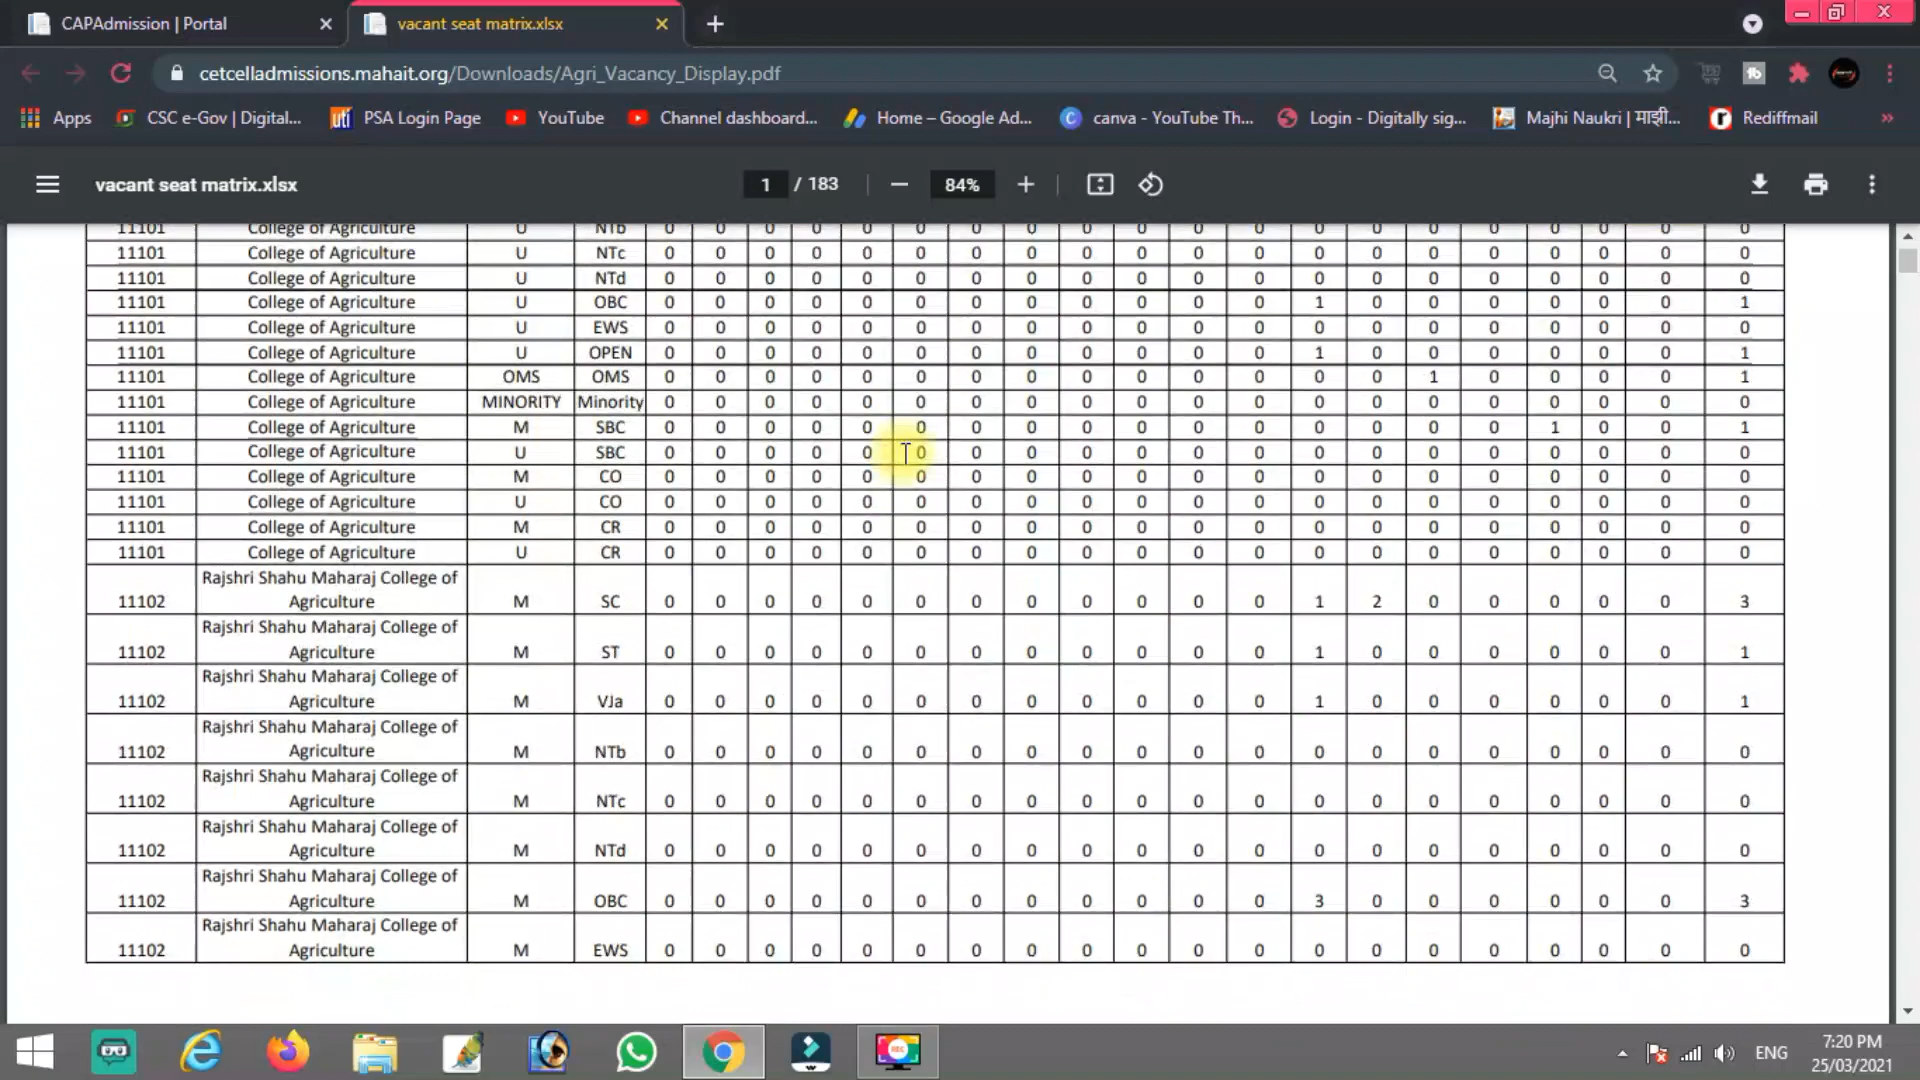 CAPAdmission | Portal
vacant seat matrix.xlsx
cetcelladmissions.mahait.org/Downloads/Agri_Vacancy_Display.pdf
Apps
CSC e-Gov | Digital...
uti
PSA Login Page
YouTube
Channel dashboard...
Home – Google Ad...
C
canva - YouTube Th...
Login - Digitally sig...
Majhi Naukri | माझी...
r
Rediffmail
»
vacant seat matrix.xlsx
1 / 183
84%
11101 College of Agriculture U NTb 0 0 0 0 0 0 0 0 0 0 0 0 0 0 0 0 0 0 0 0
11101 College of Agriculture U NTc 0 0 0 0 0 0 0 0 0 0 0 0 0 0 0 0 0 0 0 0
11101 College of Agriculture U NTd 0 0 0 0 0 0 0 0 0 0 0 0 0 0 0 0 0 0 0 0
11101 College of Agriculture U OBC 0 0 0 0 0 0 0 0 0 0 0 0 1 0 0 0 0 0 0 1
11101 College of Agriculture U EWS 0 0 0 0 0 0 0 0 0 0 0 0 0 0 0 0 0 0 0 0
11101 College of Agriculture U OPEN 0 0 0 0 0 0 0 0 0 0 0 0 1 0 0 0 0 0 0 1
11101 College of Agriculture OMS OMS 0 0 0 0 0 0 0 0 0 0 0 0 0 0 1 0 0 0 0 1
11101 College of Agriculture MINORITY Minority 0 0 0 0 0 0 0 0 0 0 0 0 0 0 0 0 0 0 0 0
11101 College of Agriculture M SBC 0 0 0 0 0 0 0 0 0 0 0 0 0 0 0 0 1 0 0 1
11101 College of Agriculture U SBC 0 0 0 0 0 0 0 0 0 0 0 0 0 0 0 0 0 0 0 0
11101 College of Agriculture M CO 0 0 0 0 0 0 0 0 0 0 0 0 0 0 0 0 0 0 0 0
11101 College of Agriculture U CO 0 0 0 0 0 0 0 0 0 0 0 0 0 0 0 0 0 0 0 0
11101 College of Agriculture M CR 0 0 0 0 0 0 0 0 0 0 0 0 0 0 0 0 0 0 0 0
11101 College of Agriculture U CR 0 0 0 0 0 0 0 0 0 0 0 0 0 0 0 0 0 0 0 0
Rajshri Shahu Maharaj College of
11102 Agriculture M SC 0 0 0 0 0 0 0 0 0 0 0 0 1 2 0 0 0 0 0 3
Rajshri Shahu Maharaj College of
11102 Agriculture M ST 0 0 0 0 0 0 0 0 0 0 0 0 1 0 0 0 0 0 0 1
Rajshri Shahu Maharaj College of
11102 Agriculture M VJa 0 0 0 0 0 0 0 0 0 0 0 0 1 0 0 0 0 0 0 1
Rajshri Shahu Maharaj College of
11102 Agriculture M NTb 0 0 0 0 0 0 0 0 0 0 0 0 0 0 0 0 0 0 0 0
Rajshri Shahu Maharaj College of
11102 Agriculture M NTc 0 0 0 0 0 0 0 0 0 0 0 0 0 0 0 0 0 0 0 0
Rajshri Shahu Maharaj College of
11102 Agriculture M NTd 0 0 0 0 0 0 0 0 0 0 0 0 0 0 0 0 0 0 0 0
Rajshri Shahu Maharaj College of
11102 Agriculture M OBC 0 0 0 0 0 0 0 0 0 0 0 0 3 0 0 0 0 0 0 3
Rajshri Shahu Maharaj College of
11102 Agriculture M EWS 0 0 0 0 0 0 0 0 0 0 0 0 0 0 0 0 0 0 0 0
REC
ENG
7:20 PM
25/03/2021